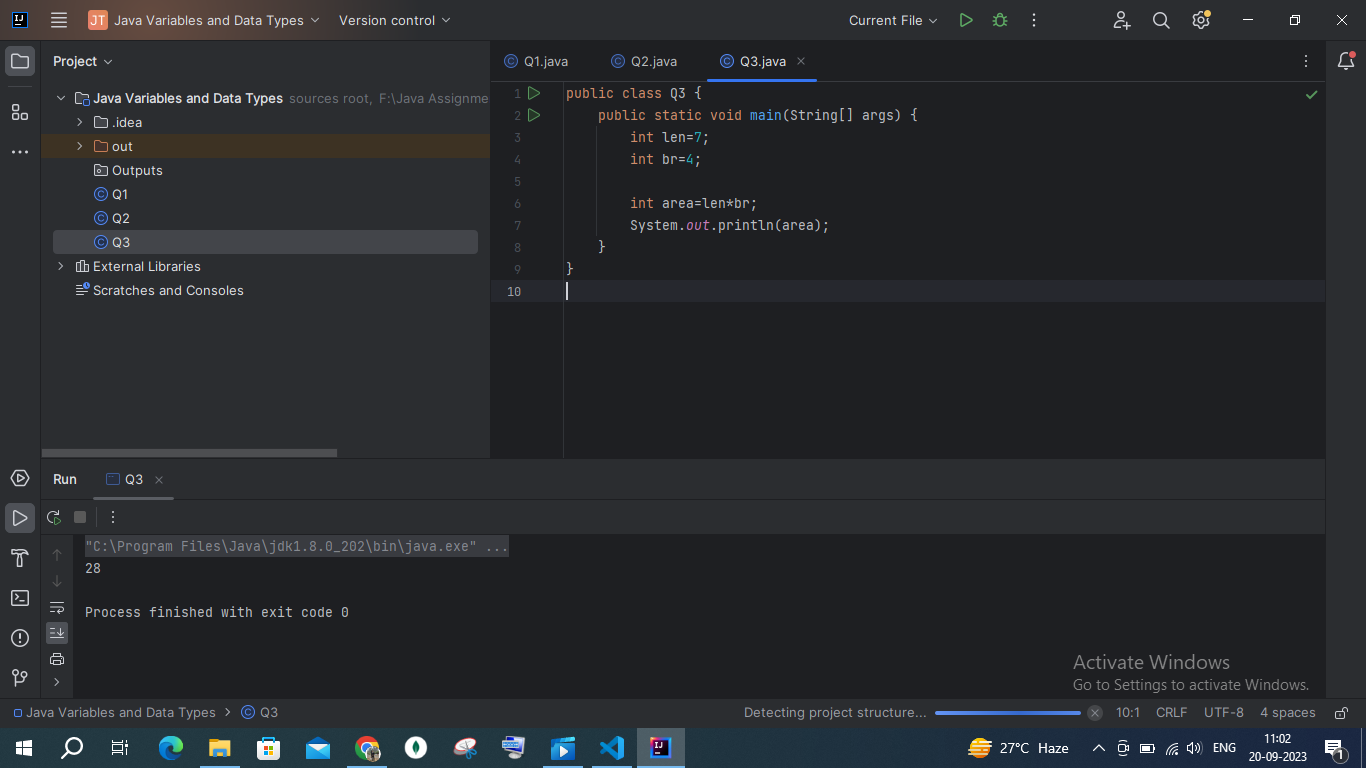 JT Java Variables and Data Types Version control Current File
Project
Q1.java Q2.java Q3.java
Java Variables and Data Types sources root, F:\Java Assignme
.idea
out
Outputs
Q1
Q2
Q3
External Libraries
Scratches and Consoles
1 public class Q3 {
2 public static void main(String[] args) {
3 int len=7;
4 int br=4;
5
6 int area=len*br;
7 System.out.println(area);
8 }
9 }
10
Run Q3
"C:\Program Files\Java\jdk1.8.0_202\bin\java.exe" ...
28
Process finished with exit code 0
Activate Windows
Go to Settings to activate Windows.
Java Variables and Data Types > Q3 Detecting project structure... 10:1 CRLF UTF-8 4 spaces
27°C Haze ENG 11:02
20-09-2023
1